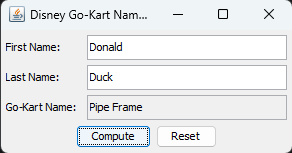 Disney Go-Kart Nam...
First Name: Donald
Last Name: Duck
Go-Kart Name: Pipe Frame
Compute Reset